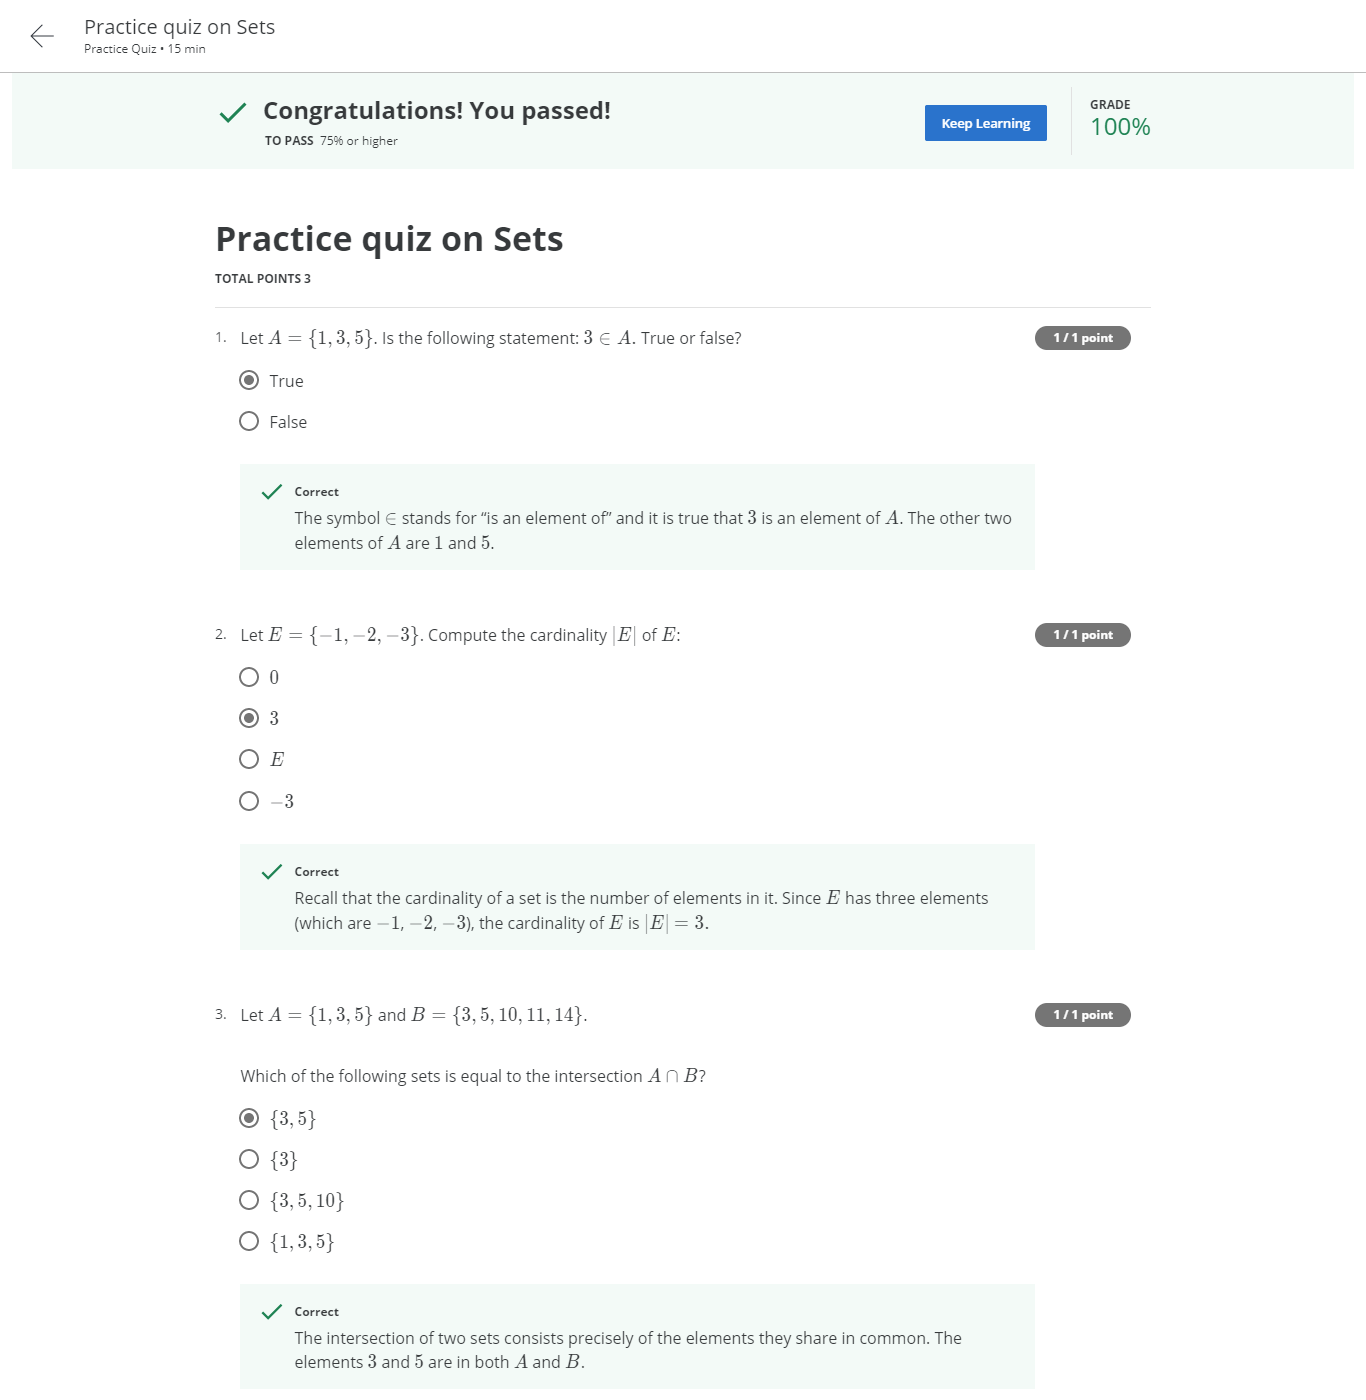 Practice quiz on Sets
Practice Quiz • 15 min
Congratulations! You passed!
TO PASS 75% or higher
Keep Learning
GRADE
100%
Practice quiz on Sets
TOTAL POINTS 3
1. Let A = {1, 3, 5}. Is the following statement: 3 ∈ A. True or false?
1 / 1 point
True
False
Correct
The symbol ∈ stands for “is an element of” and it is true that 3 is an element of A. The other two
elements of A are 1 and 5.
2. Let E = {−1, −2, −3}. Compute the cardinality |E| of E:
1 / 1 point
0
3
E
−3
Correct
Recall that the cardinality of a set is the number of elements in it. Since E has three elements
(which are −1, −2, −3), the cardinality of E is |E| = 3.
3. Let A = {1, 3, 5} and B = {3, 5, 10, 11, 14}.
1 / 1 point
Which of the following sets is equal to the intersection A ∩ B?
{3, 5}
{3}
{3, 5, 10}
{1, 3, 5}
Correct
The intersection of two sets consists precisely of the elements they share in common. The
elements 3 and 5 are in both A and B.